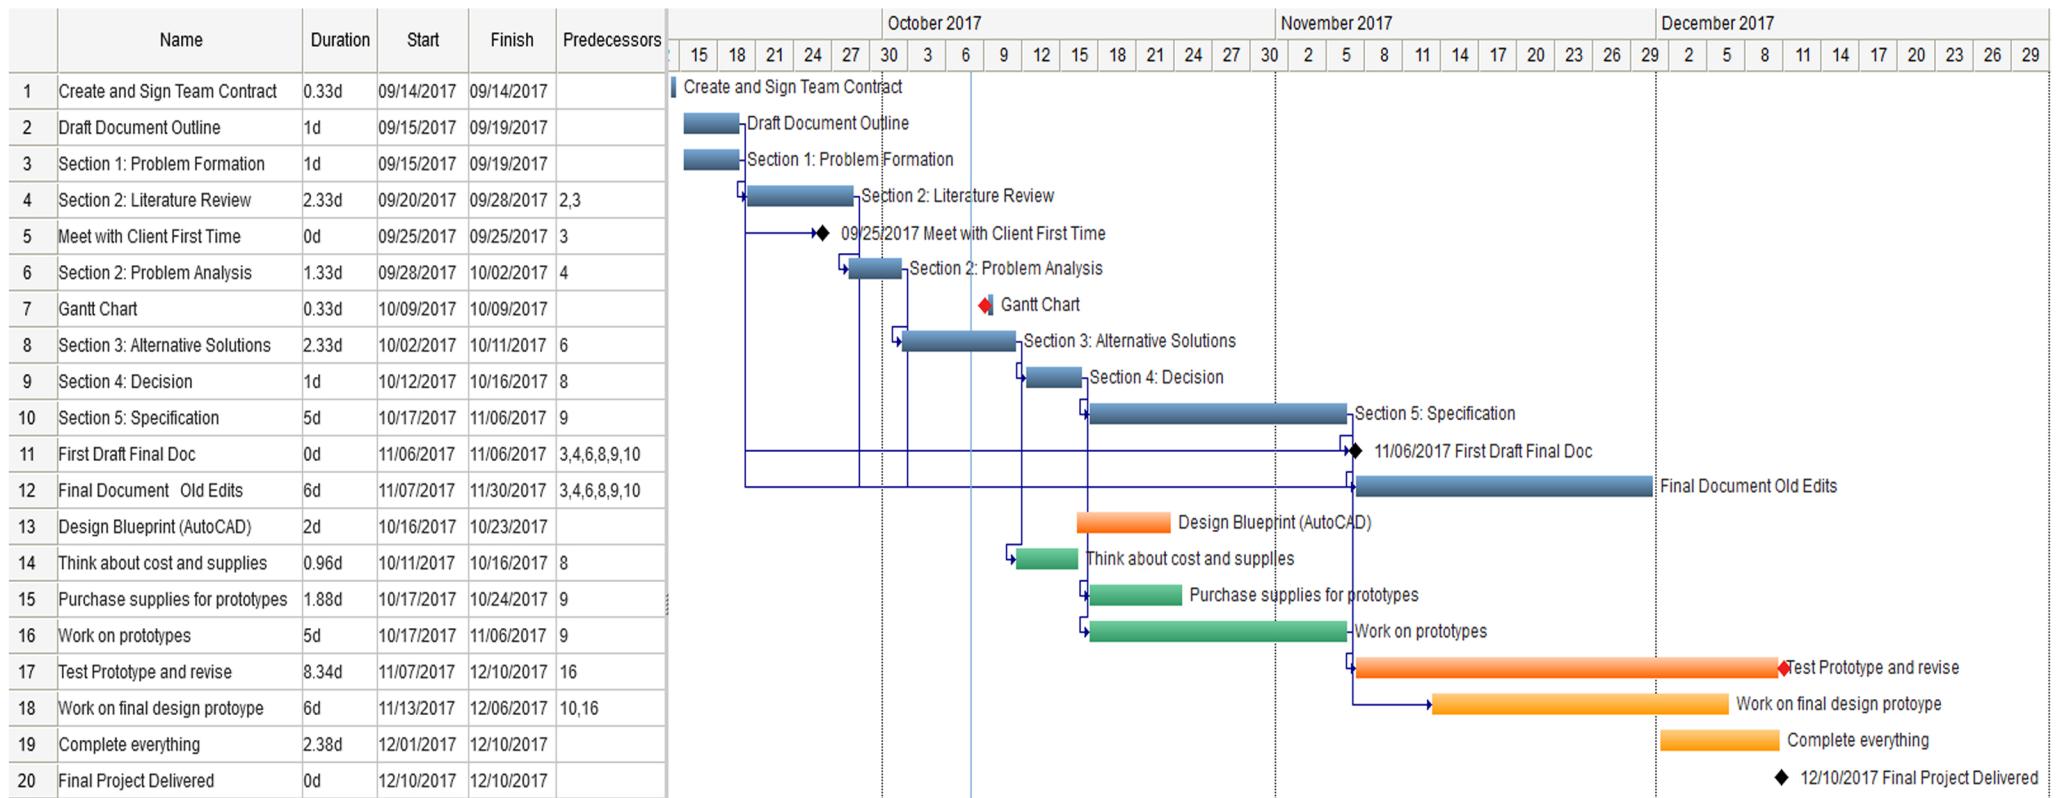 October 2017 November 2017 December 2017
Name Duration Start Finish Predecessors
15 18 21 24 27 30 3 6 9 12 15 18 21 24 27 30 2 5 8 11 14 17 20 23 26 29 2 5 8 11 14 17 20 23 26 29
1 Create and Sign Team Contract 0.33d 09/14/2017 09/14/2017 Create and Sign Team Contract
2 Draft Document Outline 1d 09/15/2017 09/19/2017 Draft Document Outline
3 Section 1: Problem Formation 1d 09/15/2017 09/19/2017 Section 1: Problem Formation
4 Section 2: Literature Review 2.33d 09/20/2017 09/28/2017 2,3 Section 2: Literature Review
5 Meet with Client First Time 0d 09/25/2017 09/25/2017 3 09/25/2017 Meet with Client First Time
6 Section 2: Problem Analysis 1.33d 09/28/2017 10/02/2017 4 Section 2: Problem Analysis
7 Gantt Chart 0.33d 10/09/2017 10/09/2017 Gantt Chart
8 Section 3: Alternative Solutions 2.33d 10/02/2017 10/11/2017 6 Section 3: Alternative Solutions
9 Section 4: Decision 1d 10/12/2017 10/16/2017 8 Section 4: Decision
10 Section 5: Specification 5d 10/17/2017 11/06/2017 9 Section 5: Specification
11 First Draft Final Doc 0d 11/06/2017 11/06/2017 3,4,6,8,9,10 11/06/2017 First Draft Final Doc
12 Final Document Old Edits 6d 11/07/2017 11/30/2017 3,4,6,8,9,10 Final Document Old Edits
13 Design Blueprint (AutoCAD) 2d 10/16/2017 10/23/2017 Design Blueprint (AutoCAD)
14 Think about cost and supplies 0.96d 10/11/2017 10/16/2017 8 Think about cost and supplies
15 Purchase supplies for prototypes 1.88d 10/17/2017 10/24/2017 9 Purchase supplies for prototypes
16 Work on prototypes 5d 10/17/2017 11/06/2017 9 Work on prototypes
17 Test Prototype and revise 8.34d 11/07/2017 12/10/2017 16 Test Prototype and revise
18 Work on final design protoype 6d 11/13/2017 12/06/2017 10,16 Work on final design protoype
19 Complete everything 2.38d 12/01/2017 12/10/2017 Complete everything
20 Final Project Delivered 0d 12/10/2017 12/10/2017 12/10/2017 Final Project Delivered